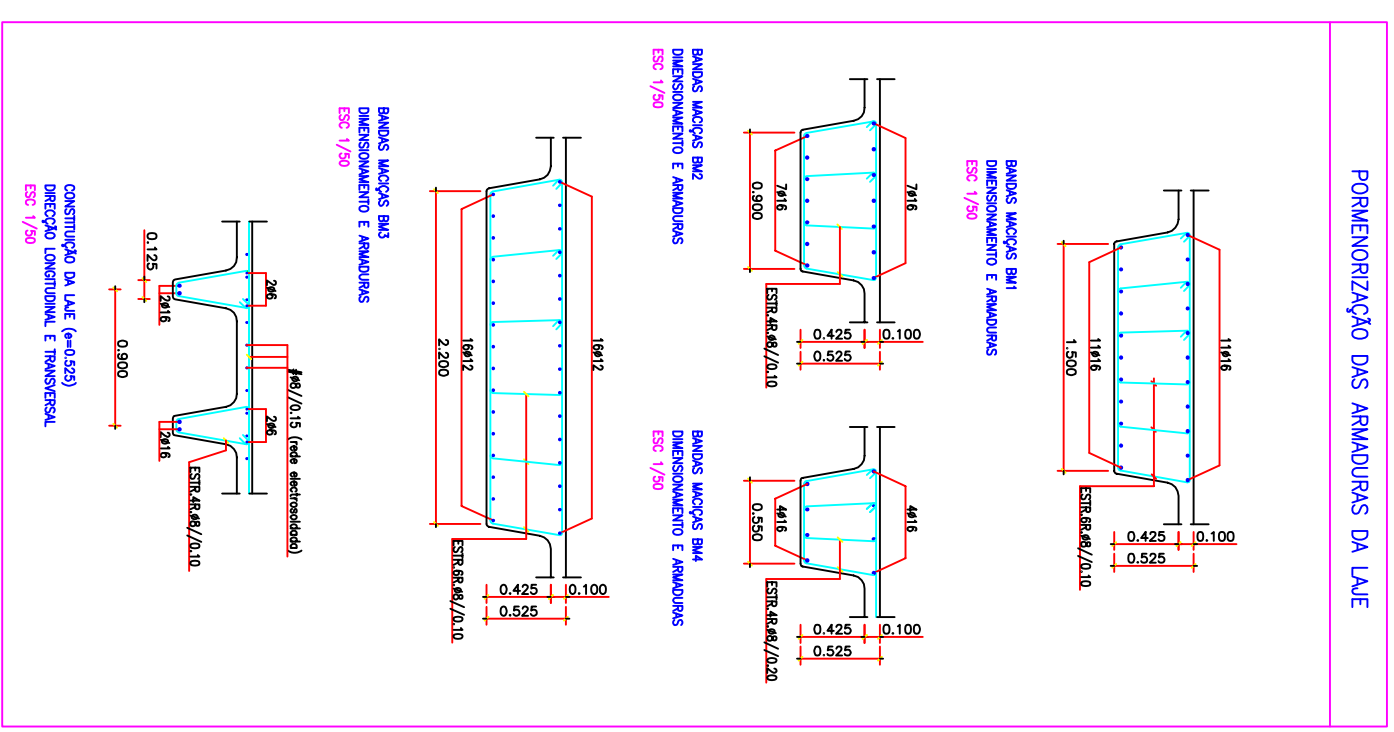 PORMENORIZAÇÃO DAS ARMADURAS DA LAJE
11ø16
11ø16
1.500
ESTR.6R.ø8//0.10
0.425
0.100
0.525
BANDAS MACIÇAS BM1
DIMENSIONAMENTO E ARMADURAS
ESC 1/50
7ø16
7ø16
0.900
ESTR.4R.ø8//0.10
0.425
0.100
0.525
BANDAS MACIÇAS BM2
DIMENSIONAMENTO E ARMADURAS
ESC 1/50
4ø16
4ø16
0.550
ESTR.4R.ø8//0.20
0.425
0.100
0.525
BANDAS MACIÇAS BM4
DIMENSIONAMENTO E ARMADURAS
ESC 1/50
16ø12
16ø12
2.200
ESTR.6R.ø8//0.10
0.425
0.100
0.525
BANDAS MACIÇAS BM3
DIMENSIONAMENTO E ARMADURAS
ESC 1/50
#ø8//0.15 (rede electrosoldada)
2ø6
2ø6
2ø16
2ø16
0.125
0.900
ESTR.4R.ø8//0.10
CONSTITUIÇÃO DA LAJE (e=0.525)
DIRECÇÃO LONGITUDINAL E TRANSVERSAL
ESC 1/50